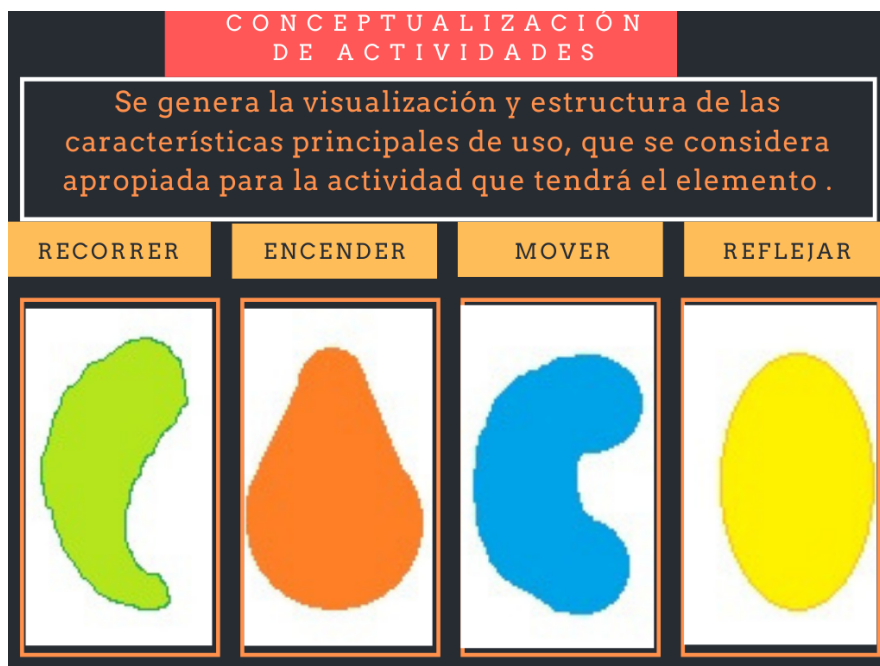 CONCEPTUALIZACIÓN
DE ACTIVIDADES
Se genera la visualización y estructura de las
características principales de uso, que se considera
apropiada para la actividad que tendrá el elemento .
RECORRER
ENCENDER
MOVER
REFLEJAR